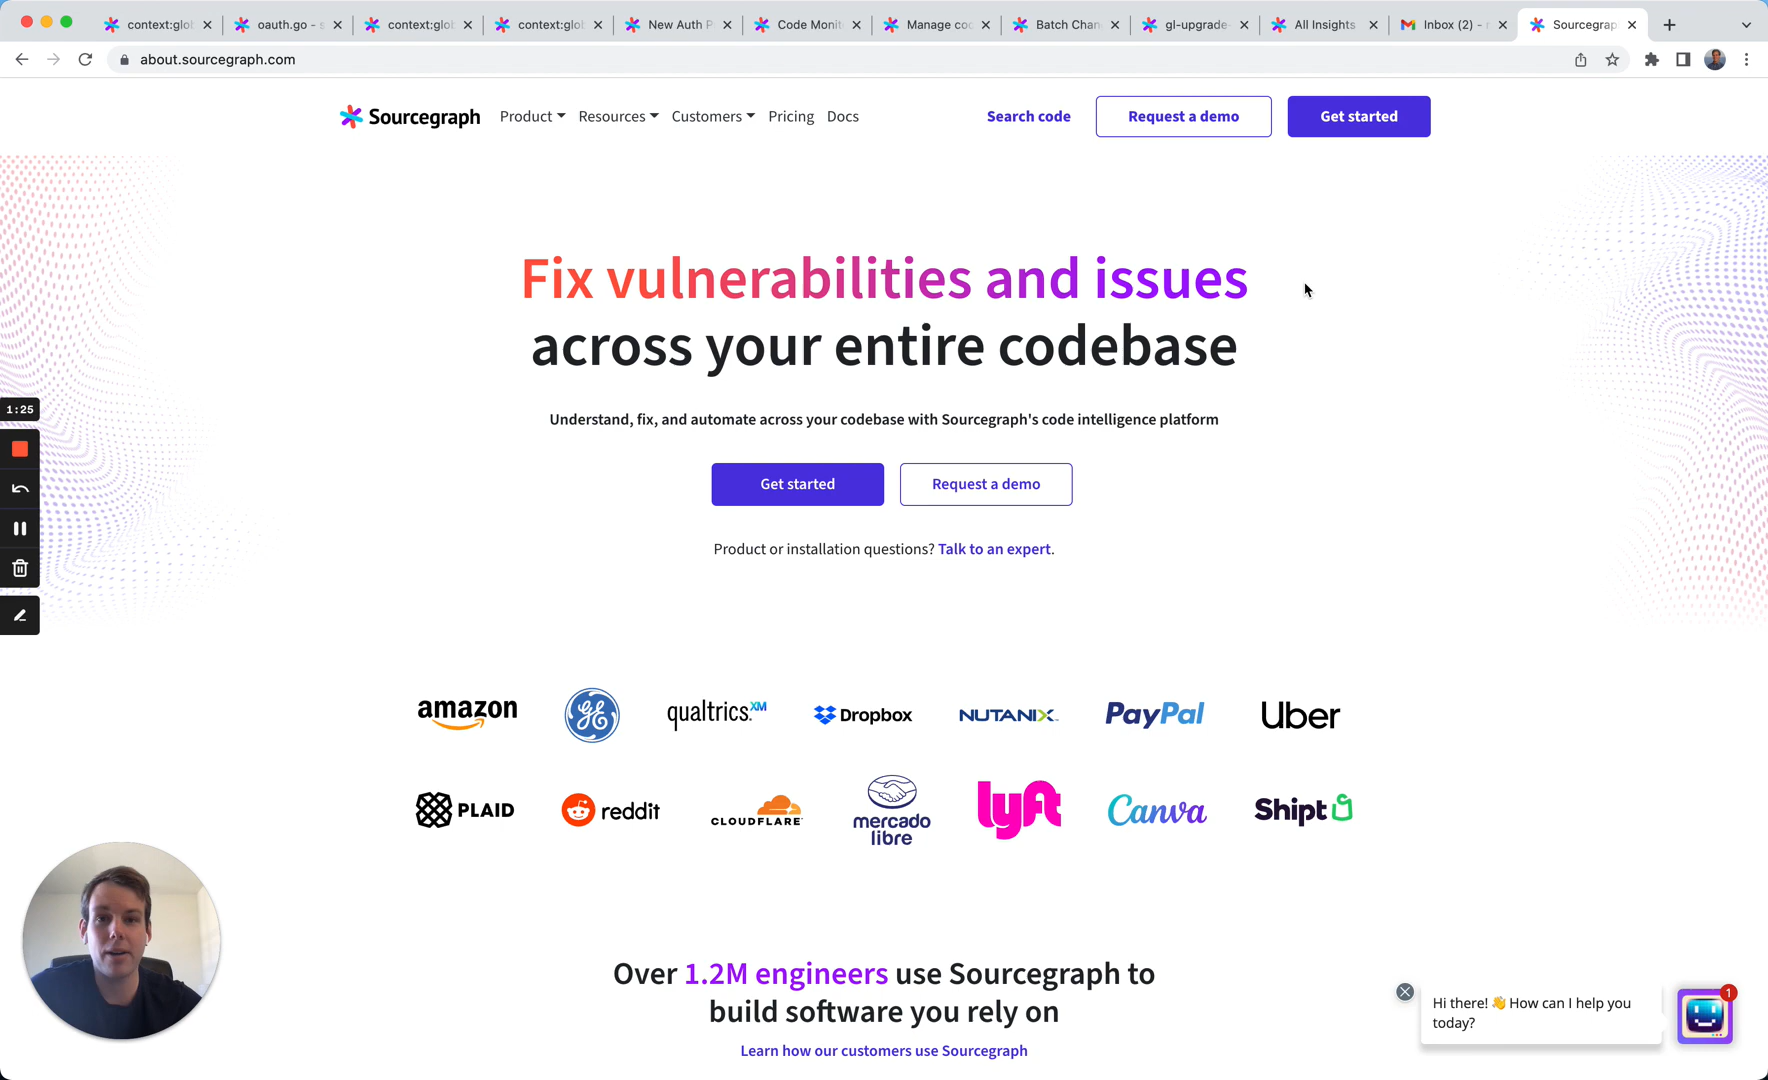 context:glob
oauth.go - s
context:glob
context:glob
New Auth P
Code Monit
Manage co
Batch Chan
gl-upgrade-
All Insights
Inbox (2) -
Sourcegrap
about.sourcegraph.com
Sourcegraph
Product
Resources
Customers
Pricing
Docs
Search code
Request a demo
Get started
Fix vulnerabilities and issues
across your entire codebase
1:25
Understand, fix, and automate across your codebase with Sourcegraph's code intelligence platform
Get started
Request a demo
Product or installation questions? Talk to an expert.
amazon
GE
qualtrics.XM
Dropbox
NUTANIX
PayPal
Uber
PLAID
reddit
CLOUDFLARE
mercado
libre
lyft
Canva
Shipt
Over 1.2M engineers use Sourcegraph to
build software you rely on
Learn how our customers use Sourcegraph
Hi there! 👋 How can I help you
today?
1